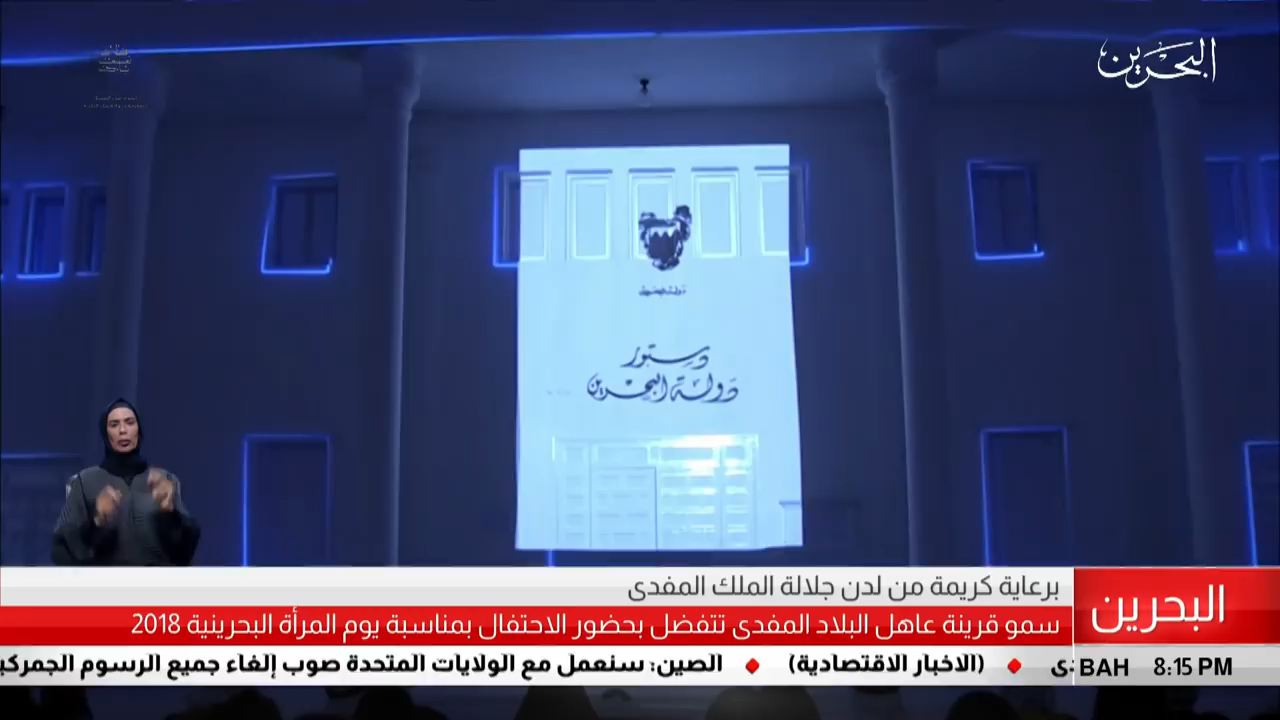 البحرين
دولة البحرين
دستور
دولة البحرين
برعاية كريمة من لدن جلالة الملك المفدى
سمو قرينة عاهل البلاد المفدى تتفضل بحضور الاحتفال بمناسبة يوم المرأة البحرينية 2018
البحرين
(الاخبار الاقتصادية) ♦ الصين: سنعمل مع الولايات المتحدة صوب إلغاء جميع الرسوم
BAH 8:15 PM